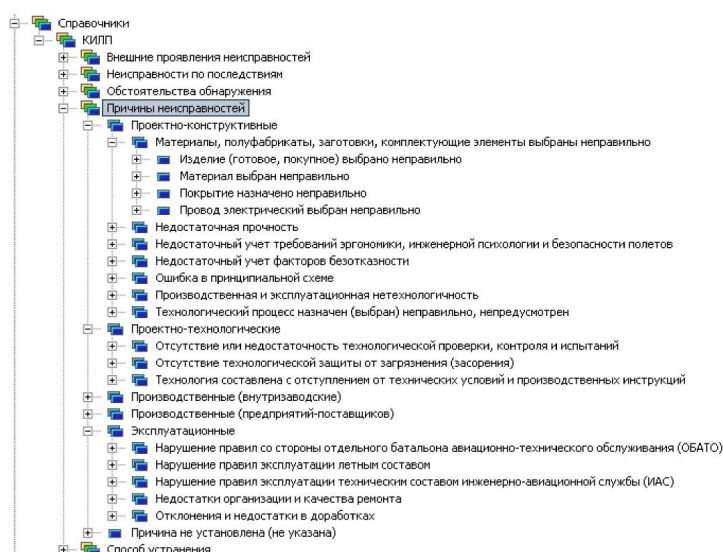 Справочники
КИЛП
Внешние проявления неисправностей
Неисправности по последствиям
Обстоятельства обнаружения
Причины неисправностей
Проектно-конструктивные
Материалы, полуфабрикаты, заготовки, комплектующие элементы выбраны неправильно
Изделие (готовое, покупное) выбрано неправильно
Материал выбран неправильно
Покрытие назначено неправильно
Провод электрический выбран неправильно
Недостаточная прочность
Недостаточный учет требований эргономики, инженерной психологии и безопасности полетов
Недостаточный учет факторов безотказности
Ошибка в принципиальной схеме
Производственная и эксплуатационная нетехнологичность
Технологический процесс назначен (выбран) неправильно, непредусмотрен
Проектно-технологические
Отсутствие или недостаточность технологической проверки, контроля и испытаний
Отсутствие технологической защиты от загрязнения (засорения)
Технология составлена с отступлением от технических условий и производственных инструкций
Производственные (внутризаводские)
Производственные (предприятий-поставщиков)
Эксплуатационные
Нарушение правил со стороны отдельного батальона авиационно-технического обслуживания (ОБАТО)
Нарушение правил эксплуатации летным составом
Нарушение правил эксплуатации техническим составом инженерно-авиационной службы (ИАС)
Недостатки организации и качества ремонта
Отклонения и недостатки в доработках
Причина не установлена (не указана)
Способ устранения